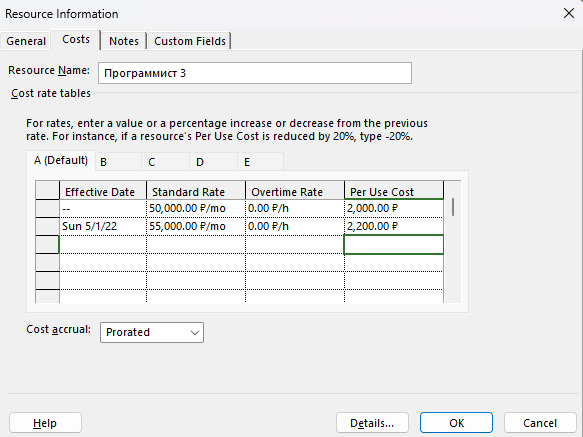 Resource Information
General Costs Notes Custom Fields
Resource Name: Программист 3
Cost rate tables
For rates, enter a value or a percentage increase or decrease from the previous
rate. For instance, if a resource's Per Use Cost is reduced by 20%, type -20%.
A (Default) B C D E
Effective Date Standard Rate Overtime Rate Per Use Cost
-- 50,000.00 ₽/mo 0.00 ₽/h 2,000.00 ₽
Sun 5/1/22 55,000.00 ₽/mo 0.00 ₽/h 2,200.00 ₽
Cost accrual: Prorated
Help Details... OK Cancel